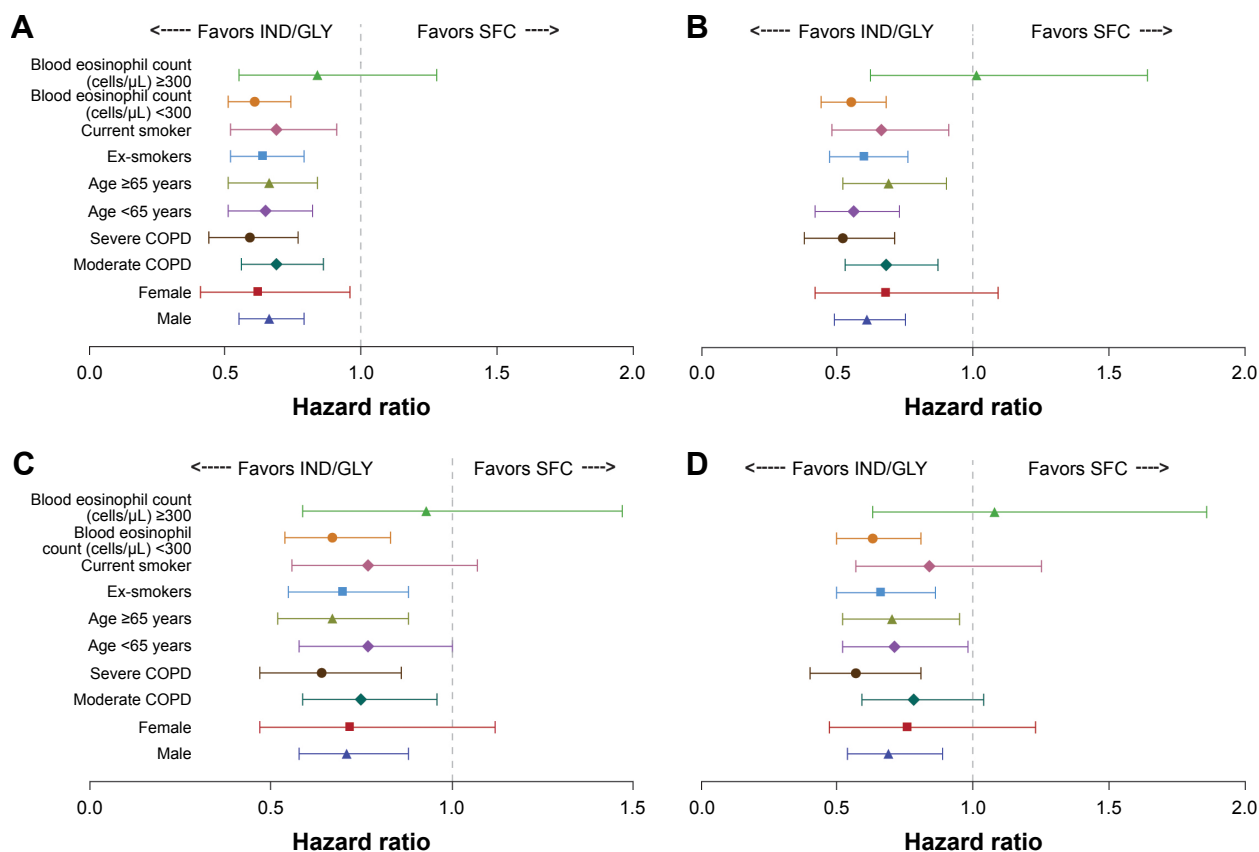 A
<----- Favors IND/GLY
Favors SFC ---->
Blood eosinophil count
(cells/µL) ≥300
Blood eosinophil count
(cells/µL) <300
Current smoker
Ex-smokers
Age ≥65 years
Age <65 years
Severe COPD
Moderate COPD
Female
Male
0.0 0.5 1.0 1.5 2.0
Hazard ratio
B
<----- Favors IND/GLY
Favors SFC ---->
0.0 0.5 1.0 1.5 2.0
Hazard ratio
C
<----- Favors IND/GLY
Favors SFC ---->
Blood eosinophil count
(cells/µL) ≥300
Blood eosinophil
count (cells/µL) <300
Current smoker
Ex-smokers
Age ≥65 years
Age <65 years
Severe COPD
Moderate COPD
Female
Male
0.0 0.5 1.0 1.5
Hazard ratio
D
<----- Favors IND/GLY
Favors SFC ---->
0.0 0.5 1.0 1.5 2.0
Hazard ratio